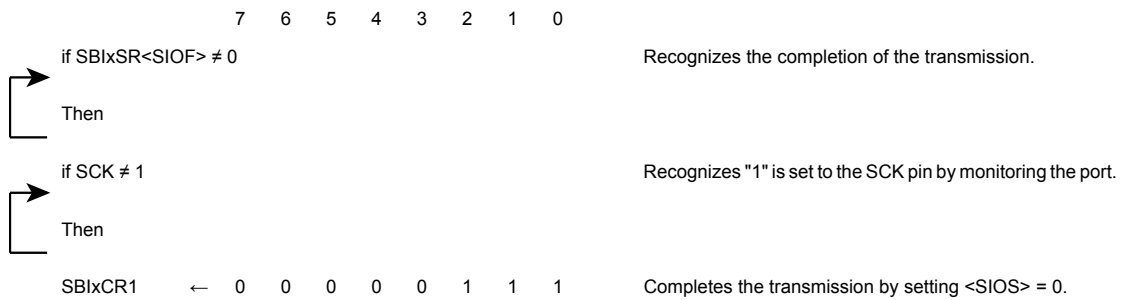 7 6 5 4 3 2 1 0
if SBIxSR<SIOF> ≠ 0 Recognizes the completion of the transmission.
Then
if SCK ≠ 1 Recognizes "1" is set to the SCK pin by monitoring the port.
Then
SBIxCR1 ← 0 0 0 0 0 1 1 1 Completes the transmission by setting <SIOS> = 0.